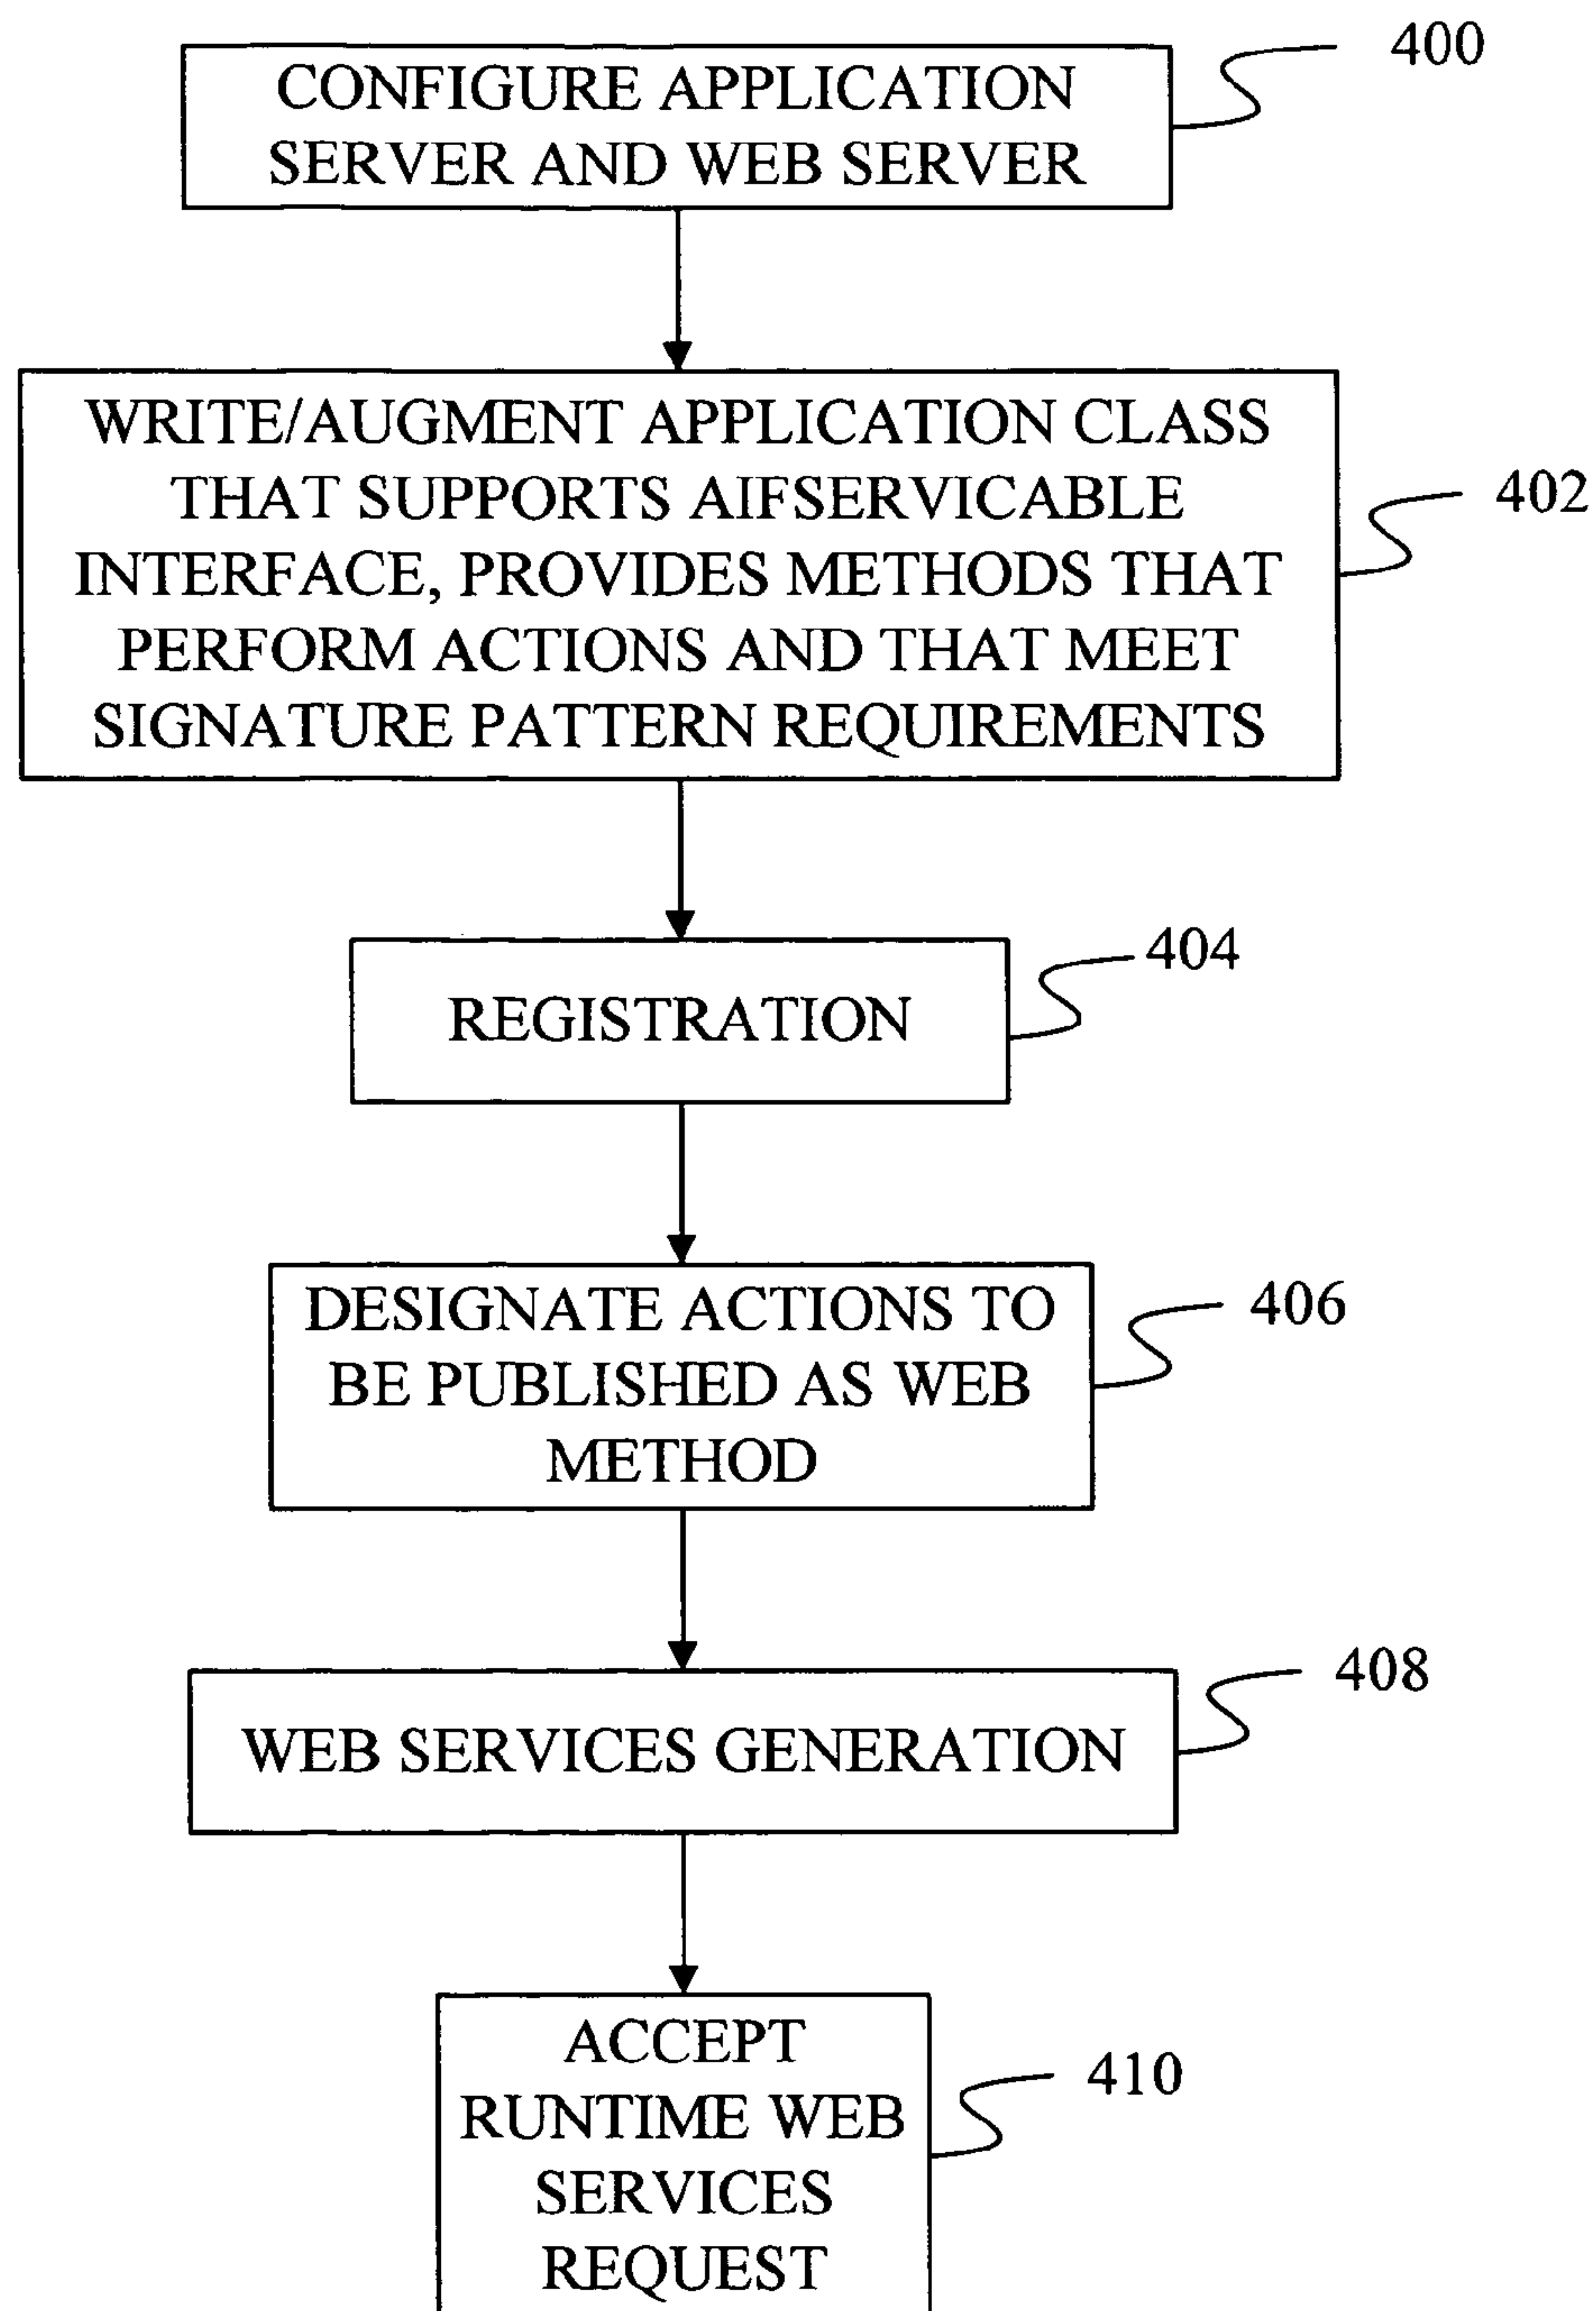 400
CONFIGURE APPLICATION
SERVER AND WEB SERVER
WRITE/AUGMENT APPLICATION CLASS
THAT SUPPORTS AIFSERVICABLE
INTERFACE, PROVIDES METHODS THAT
PERFORM ACTIONS AND THAT MEET
SIGNATURE PATTERN REQUIREMENTS
402
404
REGISTRATION
406
DESIGNATE ACTIONS TO
BE PUBLISHED AS WEB
METHOD
408
WEB SERVICES GENERATION
ACCEPT
RUNTIME WEB
SERVICES
REQUEST
410